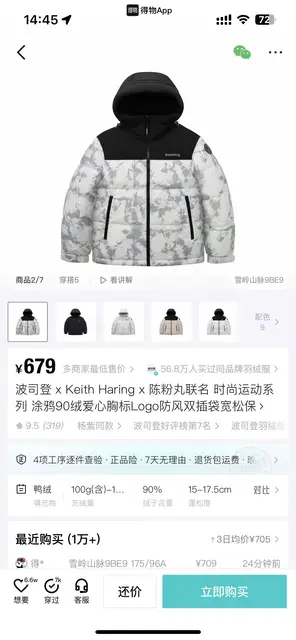 14:45
得物App
72
商品2/7
穿搭5
看讲解
雪岭山脉9BE9
配色
9
¥679
多商家最低售价
56.8万人买过同品牌羽绒服
波司登 x Keith Haring x 陈粉丸联名 时尚运动系
列 涂鸦90绒爱心胸标Logo防风双插袋宽松保
9.5 (319)
杨紫同款
波司登好评榜第7名
波司登羽绒
4项工序逐件查验 · 正品险 · 7天无理由 · 退货包运费
鸭绒
100g(含)–1...
90%
15–17.5cm
对比
填充物
充绒量
绒子含量
蓬松度
最近购买 (1万+)
3日均价¥705
得*
雪岭山脉9BE9 175/96A
¥709
24分钟前
6.6w
想要
7k
穿过
客服
还价
立即购买